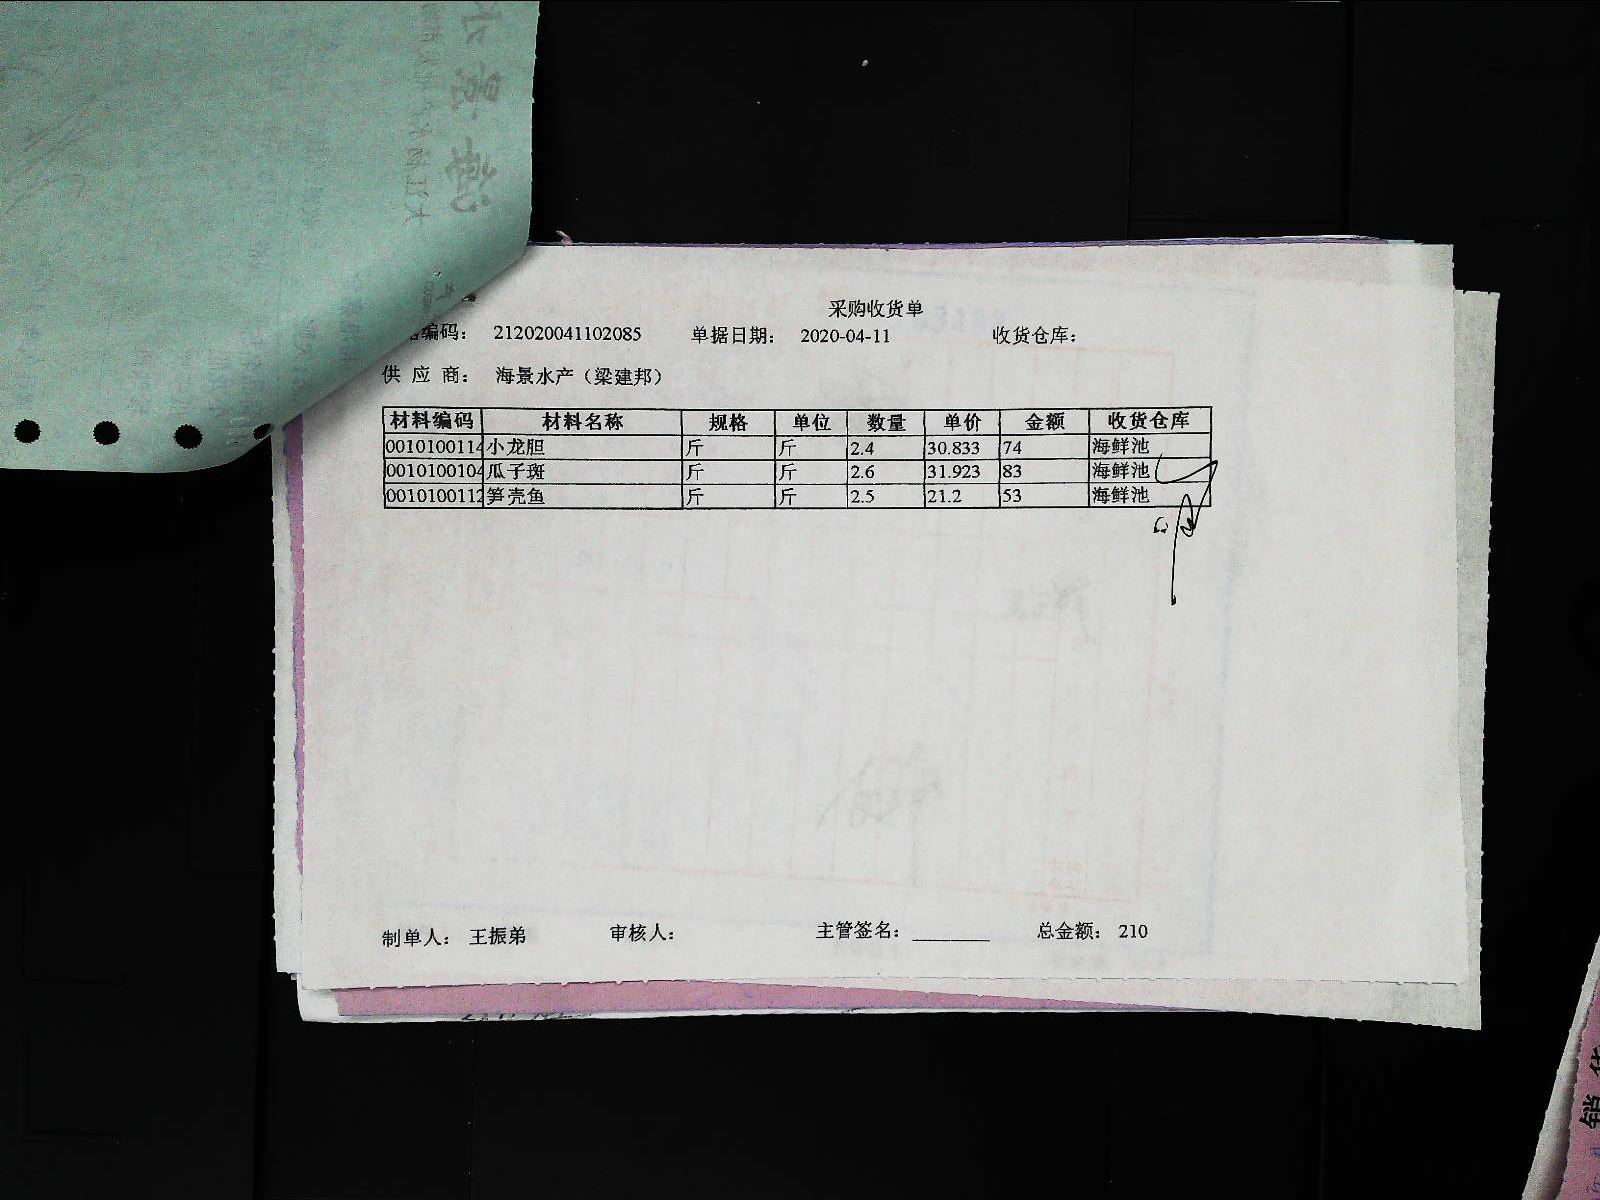 采购收货单
编码： 212020041102085 单据日期： 2020-04-11 收货仓库：
供 应 商： 海景水产（梁建邦）
材料编码 材料名称 规格 单位 数量 单价 金额 收货仓库
0010100114 小龙胆 斤 斤 2.4 30.833 74 海鲜池
0010100104 瓜子斑 斤 斤 2.6 31.923 83 海鲜池
0010100112 笋壳鱼 斤 斤 2.5 21.2 53 海鲜池
制单人： 王振弟 审核人： 主管签名：________ 总金额： 210